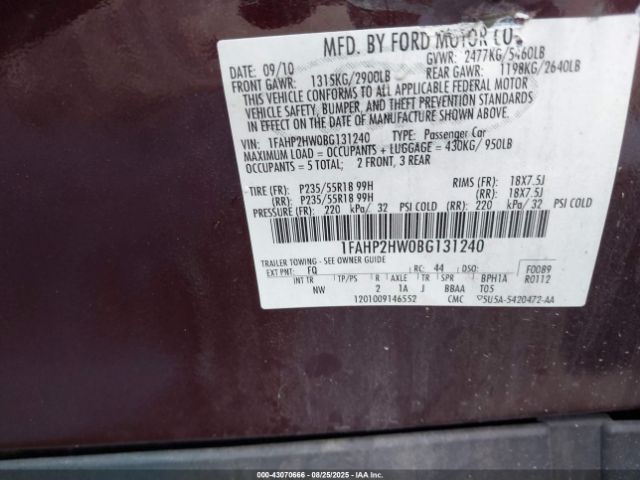 MFD. BY FORD MOTOR CO.
DATE: 09/10 GVWR: 2477KG/5460LB
FRONT GAWR: 1315KG/2900LB REAR GAWR: 1198KG/2640LB
THIS VEHICLE CONFORMS TO ALL APPLICABLE FEDERAL MOTOR
VEHICLE SAFETY, BUMPER, AND THEFT PREVENTION STANDARDS
IN EFFECT ON THE DATE OF MANUFACTURE SHOWN ABOVE.
VIN: 1FAHP2HW0BG131240 TYPE: Passenger Car
MAXIMUM LOAD = OCCUPANTS + LUGGAGE = 430KG/ 950LB
OCCUPANTS = 5 TOTAL; 2 FRONT, 3 REAR
TIRE (FR): P235/55R18 99H RIMS (FR): 18X7.5J
(RR): P235/55R18 99H (RR): 18X7.5J
PRESSURE (FR): 220 kPa/ 32 PSI COLD (RR): 220 kPa/ 32 PSI COLD
1FAHP2HW0BG131240
TRAILER TOWING - SEE OWNER GUIDE
EXT PNT: FQ RC: 44 DSO: F0089
INT TR TP/PS R AXLE TR SPR BPH1A R0112
NW 2 1A J BBAA T05
1201009146552 CMC 5U5A-5420472-AA
000-43070666 - 08/25/2025 - IAAI.COM